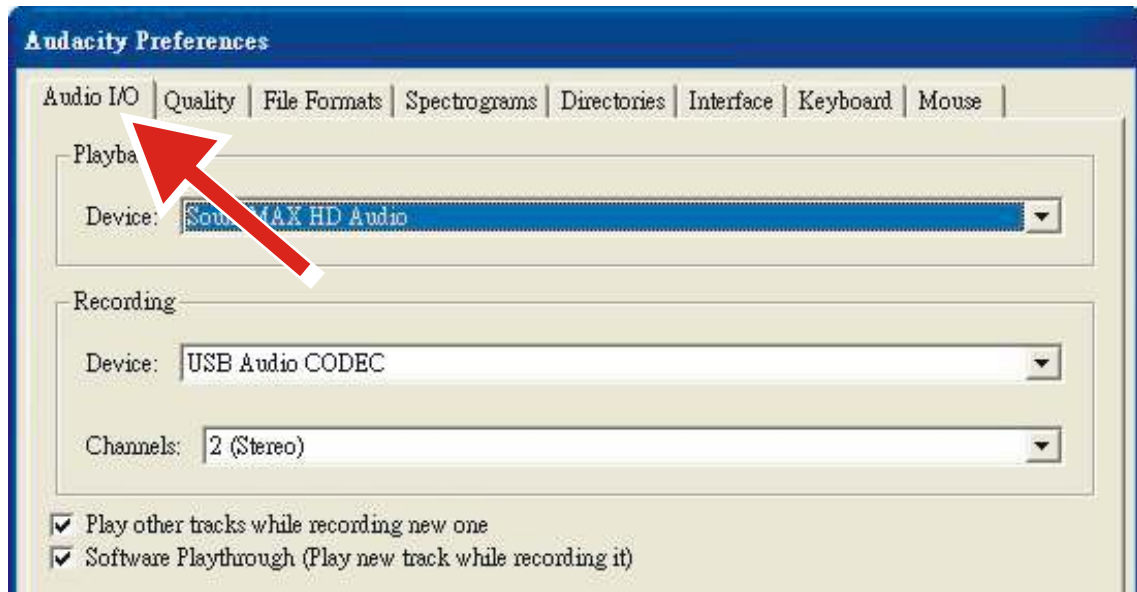 Audacity Preferences
Audio I/O Quality File Formats Spectrograms Directories Interface Keyboard Mouse
Device: HD Audio
Recording
Device: USB Audio CODEC
Channels: 2 (Stereo)
Play other tracks while recording new one
Software Playthrough (Play new track while recording it)